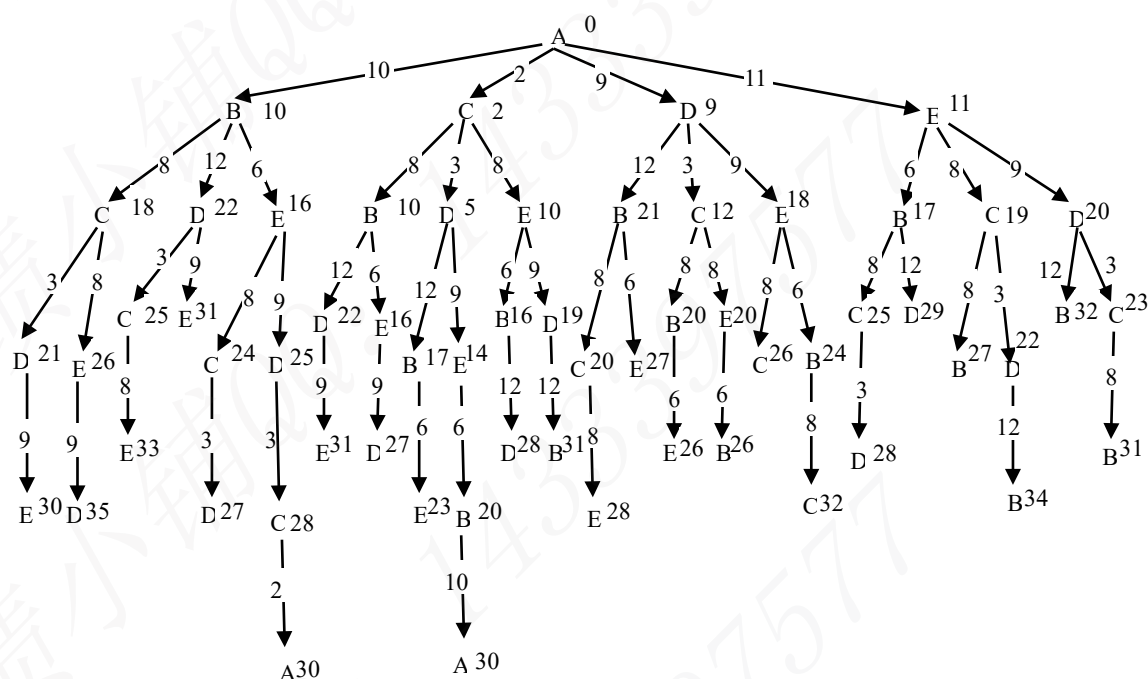 A 0
10 2 9 11
B 10 C 2 D 9 E 11
8 12 6 8 3 8 12 3 9 6 8 9
C 18 D 22 E 16 B 10 D 5 E 10 B 21 C 12 E 18 B 17 C 19 D 20
3 8 3 9 8 9 12 6 12 9 6 9 8 6 8 8 8 6 8 12 8 3 12 3
C 25 E 31 D 22 E 16 B 16 D 19 B 20 E 20 C 25 D 29 B 32 C 23
D 21 E 26 C 24 D 25 B 17 E 14 C 20 E 27 C 26 B 24 B 27 D 22
9 9 8 3 3 9 9 6 6 12 12 8 6 6 8 3 12 8
E 33 E 31 D 27 D 28 B 31 E 26 B 26 D 28 B 31
E 30 D 35 D 27 C 28 E 23 B 20 E 28 C 32 B 34
2 10
A 30 A 30